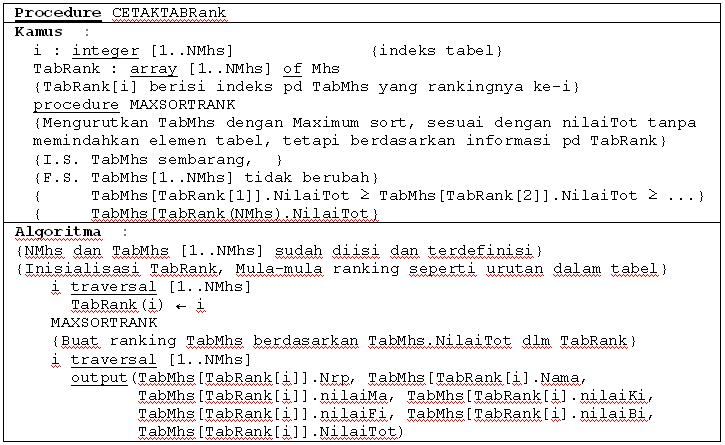 Procedure CETAKTABRank
Kamus :
i : integer [1..NMhs] {indeks tabel}
TabRank : array [1..NMhs] of Mhs
{TabRank[i] berisi indeks pd TabMhs yang rankingnya ke-i}
procedure MAXSORTRANK
{Mengurutkan TabMhs dengan Maximum sort, sesuai dengan nilaiTot tanpa
memindahkan elemen tabel, tetapi berdasarkan informasi pd TabRank}
{I.S. TabMhs sembarang, }
{F.S. TabMhs[1..NMhs] tidak berubah}
{ TabMhs[TabRank[1]].NilaiTot ≥ TabMhs[TabRank[2]].NilaiTot ≥ ...}
{ TabMhs[TabRank(NMhs).NilaiTot}
Algoritma :
{NMhs dan TabMhs [1..NMhs] sudah diisi dan terdefinisi}
{Inisialisasi TabRank, Mula-mula ranking seperti urutan dalam tabel}
i traversal [1..NMhs]
TabRank(i) ← i
MAXSORTRANK
{Buat ranking TabMhs berdasarkan TabMhs.NilaiTot dlm TabRank}
i traversal [1..NMhs]
output(TabMhs[TabRank[i]].Nrp, TabMhs[TabRank[i].Nama,
TabMhs[TabRank[i]].nilaiMa, TabMhs[TabRank[i].nilaiKi,
TabMhs[TabRank[i]].nilaiFi, TabMhs[TabRank[i].nilaiBi,
TabMhs[TabRank[i]].NilaiTot)